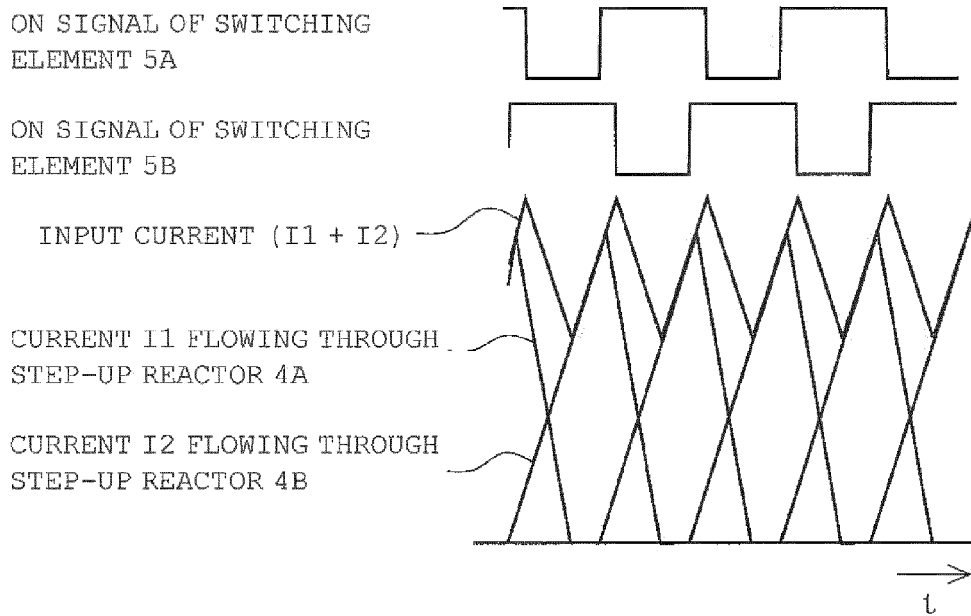 ON SIGNAL OF SWITCHING
ELEMENT 5A
ON SIGNAL OF SWITCHING
ELEMENT 5B
INPUT CURRENT (I1 + I2)
CURRENT I1 FLOWING THROUGH
STEP-UP REACTOR 4A
CURRENT I2 FLOWING THROUGH
STEP-UP REACTOR 4B
t